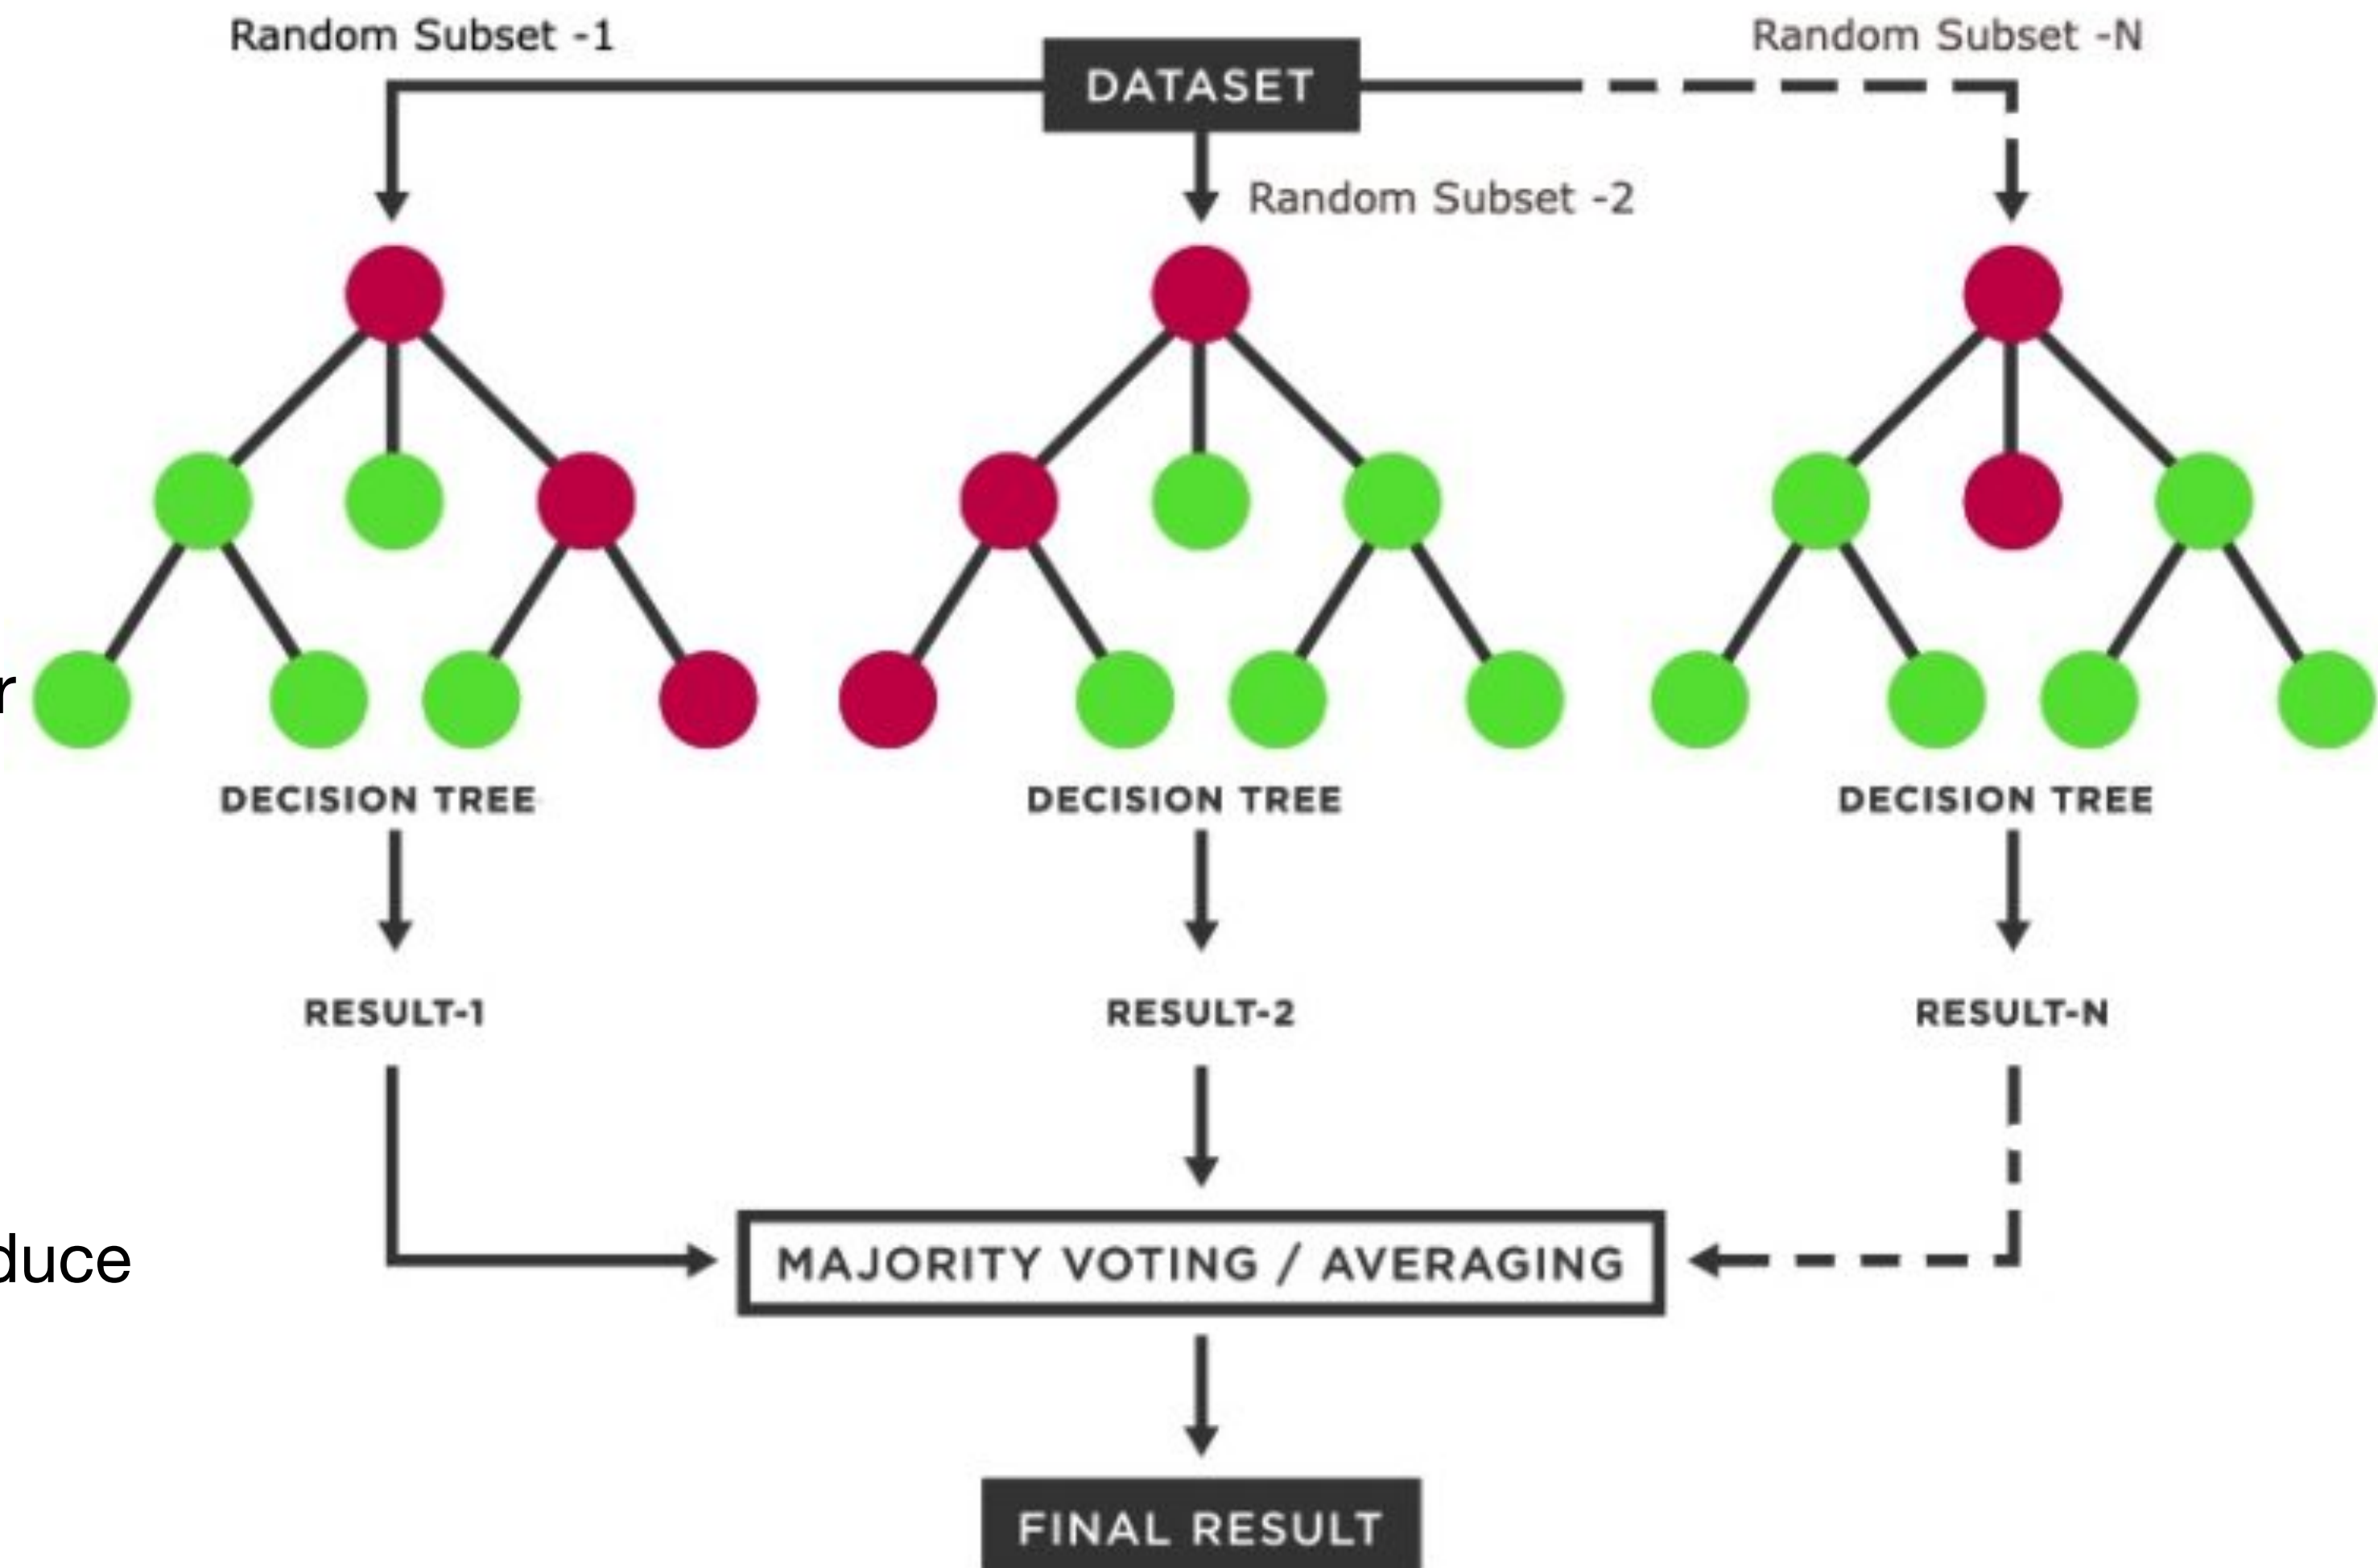 Random Subset -1
Random Subset -N
DATASET
Random Subset -2
r
DECISION TREE
DECISION TREE
DECISION TREE
RESULT-1
RESULT-2
RESULT-N
duce
MAJORITY VOTING / AVERAGING
FINAL RESULT